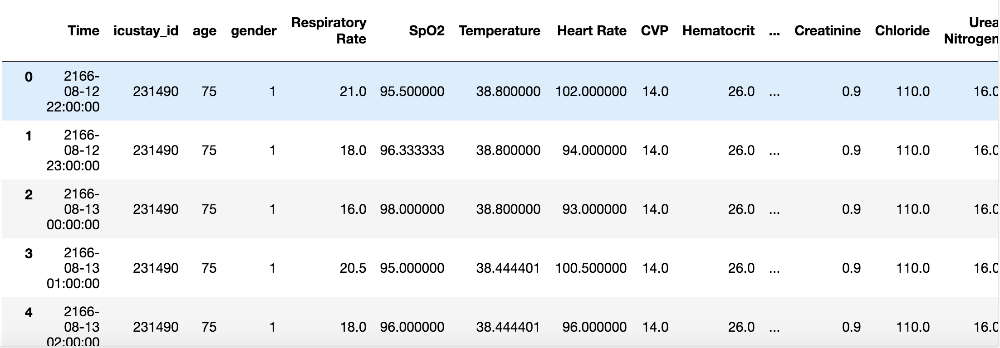 Time icustay_id age gender Respiratory Rate SpO2 Temperature Heart Rate CVP Hematocrit ... Creatinine Chloride Urea Nitrogen
0 2166-08-12 22:00:00 231490 75 1 21.0 95.500000 38.800000 102.000000 14.0 26.0 ... 0.9 110.0 16.0
1 2166-08-12 23:00:00 231490 75 1 18.0 96.333333 38.800000 94.000000 14.0 26.0 ... 0.9 110.0 16.0
2 2166-08-13 00:00:00 231490 75 1 16.0 98.000000 38.800000 93.000000 14.0 26.0 ... 0.9 110.0 16.0
3 2166-08-13 01:00:00 231490 75 1 20.5 95.000000 38.444401 100.500000 14.0 26.0 ... 0.9 110.0 16.0
4 2166-08-13 02:00:00 231490 75 1 18.0 96.000000 38.444401 96.000000 14.0 26.0 ... 0.9 110.0 16.0